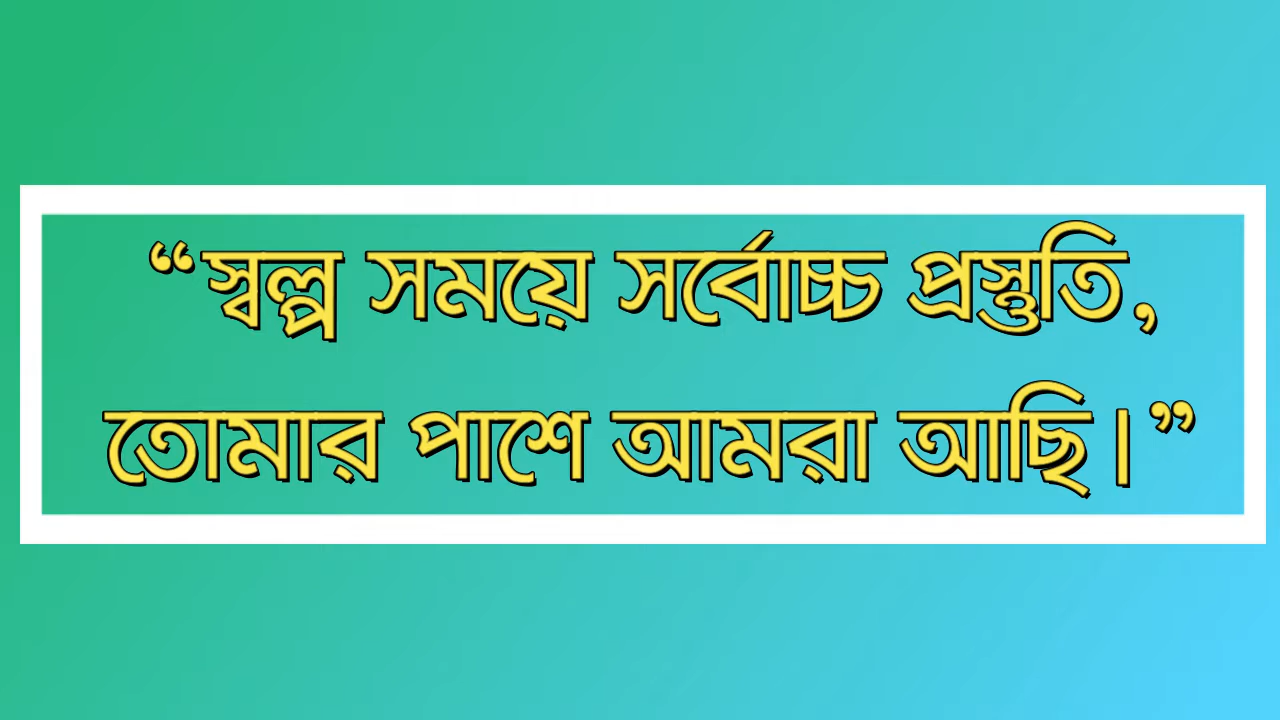 “স্বল্প সময়ে সর্বোচ্চ প্রস্তুতি,
তোমার পাশে আমরা আছি।”